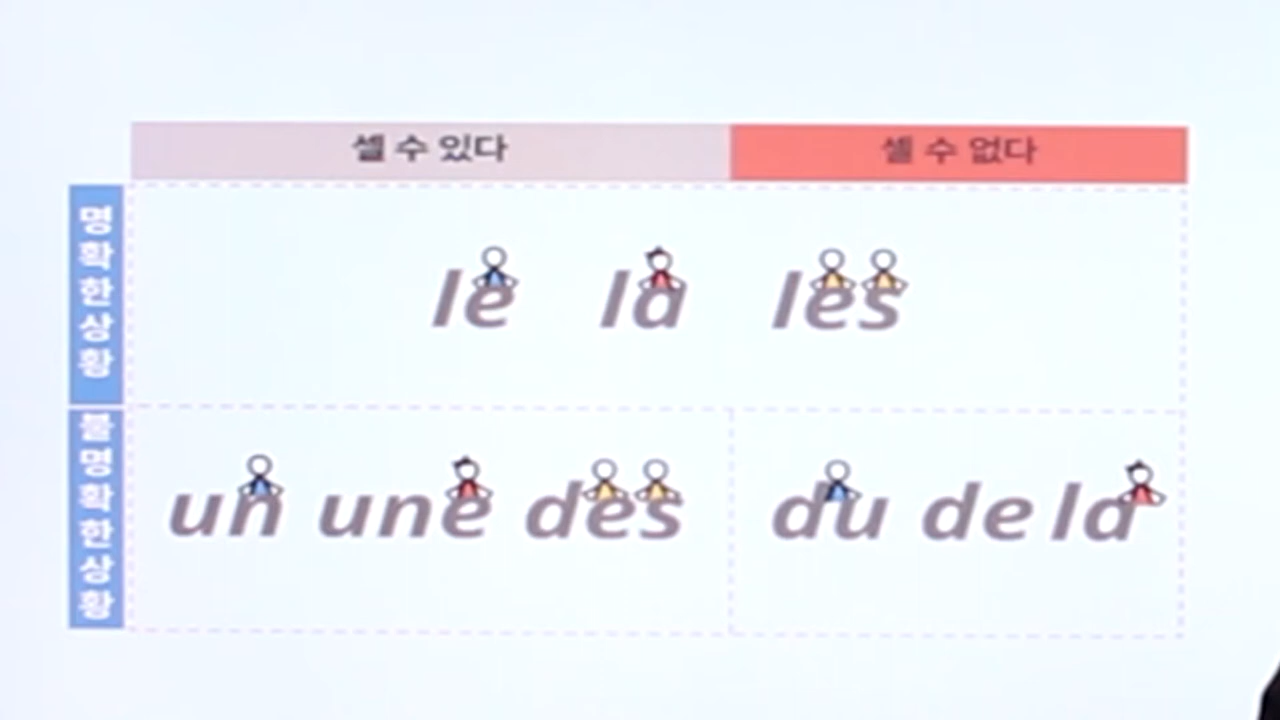 셀 수 있다 셀 수 없다
명확한상황
le la les
불명확한상황
un une des du de la